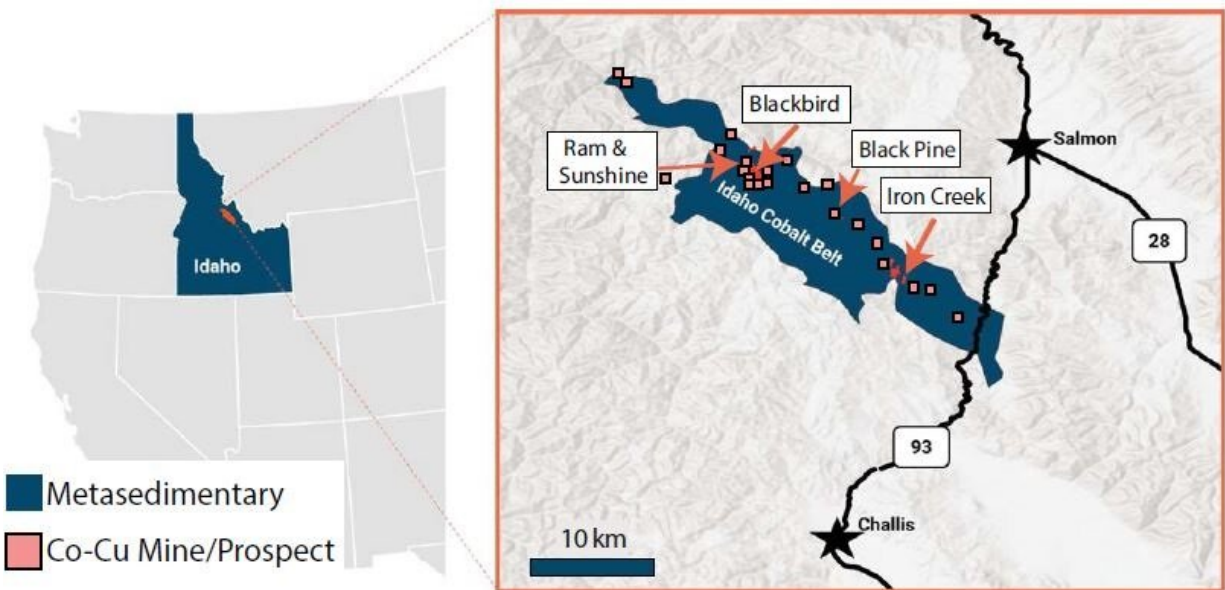 Idaho
Metasedimentary
Co-Cu Mine/Prospect
Blackbird
Ram &
Sunshine
Black Pine
Iron Creek
Idaho Cobalt Belt
Salmon
28
93
Challis
10 km